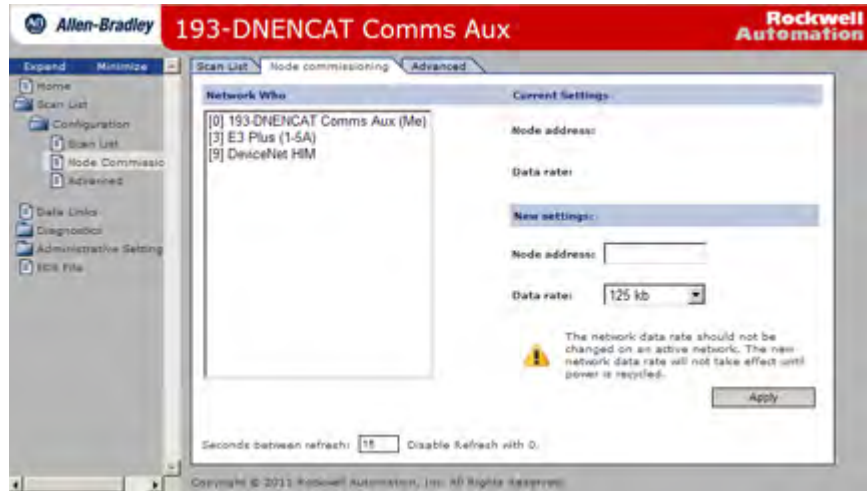 Allen-Bradley
193-DNENCAT Comms Aux
Rockwell
Automation
Expand Minimize
Home
Scan List
Configuration
Scan List
Node Commissio
Advanced
Data Links
Diagnostics
Administrative Setting
EDS File
Scan List Node commissioning Advanced
Network Who
[0] 193-DNENCAT Comms Aux (Me)
[3] E3 Plus (1-5A)
[9] DeviceNet HIM
Current Settings
Node address:
Data rate:
New settings:
Node address:
Data rate: 125 kb
The network data rate should not be
changed on an active network. The new
network data rate will not take effect until
power is recycled.
Apply
Seconds between refresh: 15 Disable Refresh with 0.
Copyright © 2011 Rockwell Automation, Inc. All Rights Reserved.